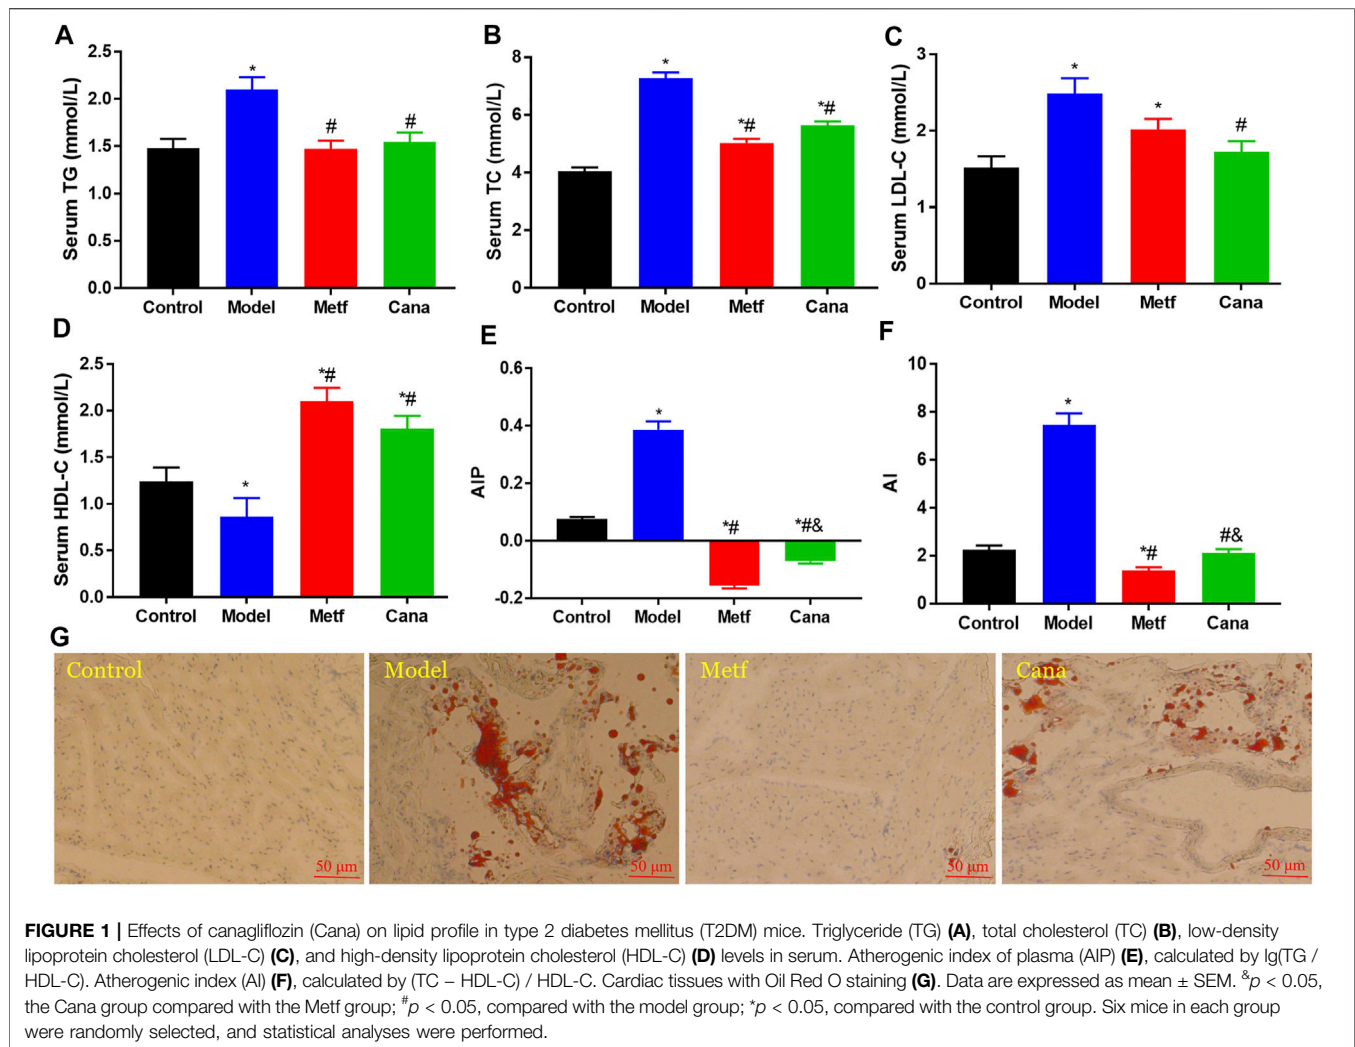 A
Serum TG (mmol/L)
2.5
2.0
1.5
1.0
0.5
0.0
*
#
#
Control Model Metf Cana
B
Serum TC (mmol/L)
8
6
4
2
0
*
*#
*#
Control Model Metf Cana
C
Serum LDL-C (mmol/L)
3
2
1
0
*
*
#
Control Model Metf Cana
D
Serum HDL-C (mmol/L)
2.5
2.0
1.5
1.0
0.5
0.0
*
*#
*#
Control Model Metf Cana
E
AIP
0.6
0.4
0.2
0.0
-0.2
*
*#
*#&
Control Model Metf Cana
F
AI
10
8
6
4
2
0
*
*#
#&
Control Model Metf Cana
G
Control
50 μm
Model
50 μm
Metf
50 μm
Cana
50 μm
FIGURE 1 | Effects of canagliflozin (Cana) on lipid profile in type 2 diabetes mellitus (T2DM) mice. Triglyceride (TG) (A), total cholesterol (TC) (B), low-density
lipoprotein cholesterol (LDL-C) (C), and high-density lipoprotein cholesterol (HDL-C) (D) levels in serum. Atherogenic index of plasma (AIP) (E), calculated by lg(TG /
HDL-C). Atherogenic index (AI) (F), calculated by (TC − HDL-C) / HDL-C. Cardiac tissues with Oil Red O staining (G). Data are expressed as mean ± SEM. &p < 0.05,
the Cana group compared with the Metf group; #p < 0.05, compared with the model group; *p < 0.05, compared with the control group. Six mice in each group
were randomly selected, and statistical analyses were performed.